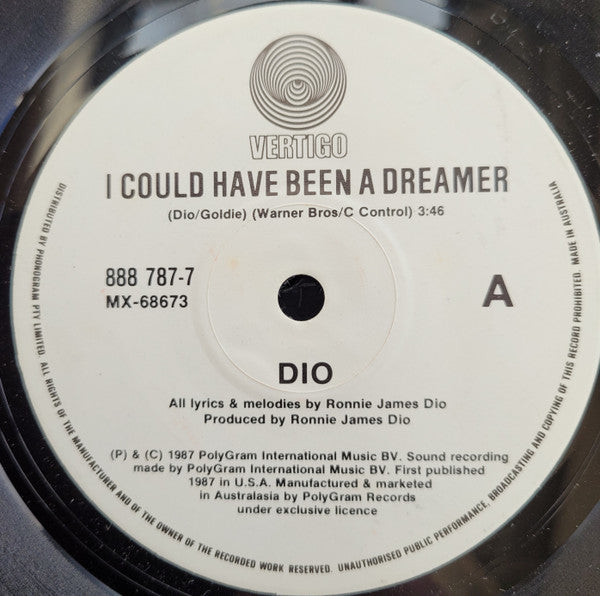 VERTIGO
I COULD HAVE BEEN A DREAMER
(Dio/Goldie) (Warner Bros/C Control) 3:46
888 787-7
MX-68673
A
DIO
All lyrics & melodies by Ronnie James Dio
Produced by Ronnie James Dio
(P) & (C) 1987 PolyGram International Music BV. Sound recording
made by PolyGram International Music BV. First published
1987 in U.S.A. Manufactured & marketed
in Australasia by PolyGram Records
under exclusive licence
DISTRIBUTED BY PHONOGRAM PTY LIMITED. ALL RIGHTS OF THE MANUFACTURER AND OF THE OWNER OF THE RECORDED WORK RESERVED. UNAUTHORISED PUBLIC PERFORMANCE, BROADCASTING AND COPYING OF THIS RECORD PROHIBITED. MADE IN AUSTRALIA